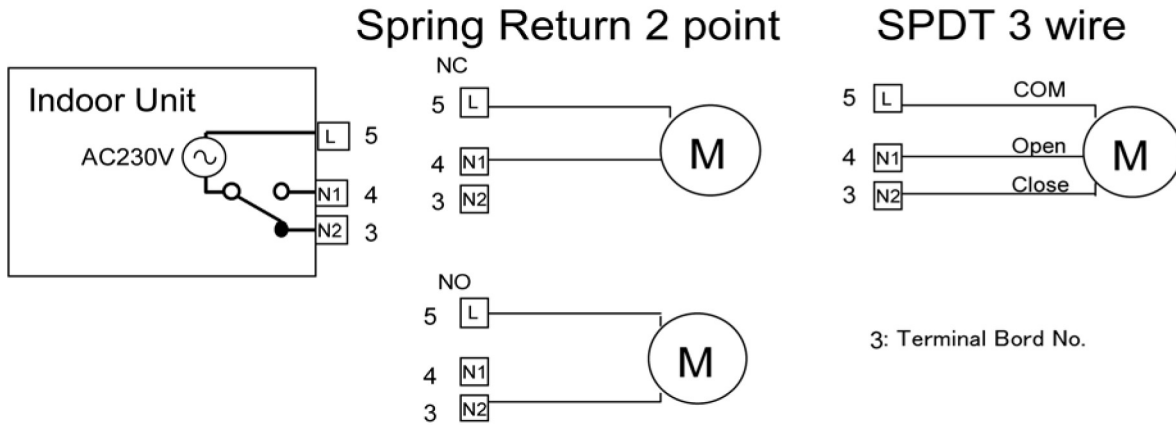 Spring Return 2 point
SPDT 3 wire
Indoor Unit
AC230V
L 5
N1 4
N2 3
NC
5 L
4 N1
3 N2
M
NO
5 L
4 N1
3 N2
M
5 L COM
4 N1 Open
3 N2 Close
M
3: Terminal Bord No.